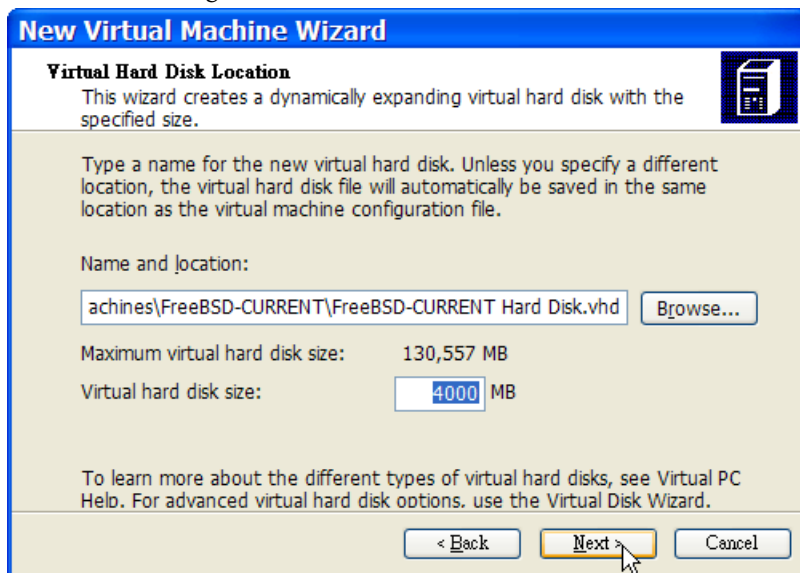 New Virtual Machine Wizard
Virtual Hard Disk Location
This wizard creates a dynamically expanding virtual hard disk with the
specified size.
Type a name for the new virtual hard disk. Unless you specify a different
location, the virtual hard disk file will automatically be saved in the same
location as the virtual machine configuration file.
Name and location:
achines\FreeBSD-CURRENT\FreeBSD-CURRENT Hard Disk.vhd Browse...
Maximum virtual hard disk size: 130,557 MB
Virtual hard disk size: 4000 MB
To learn more about the different types of virtual hard disks, see Virtual PC
Help. For advanced virtual hard disk options, use the Virtual Disk Wizard.
< Back Next > Cancel